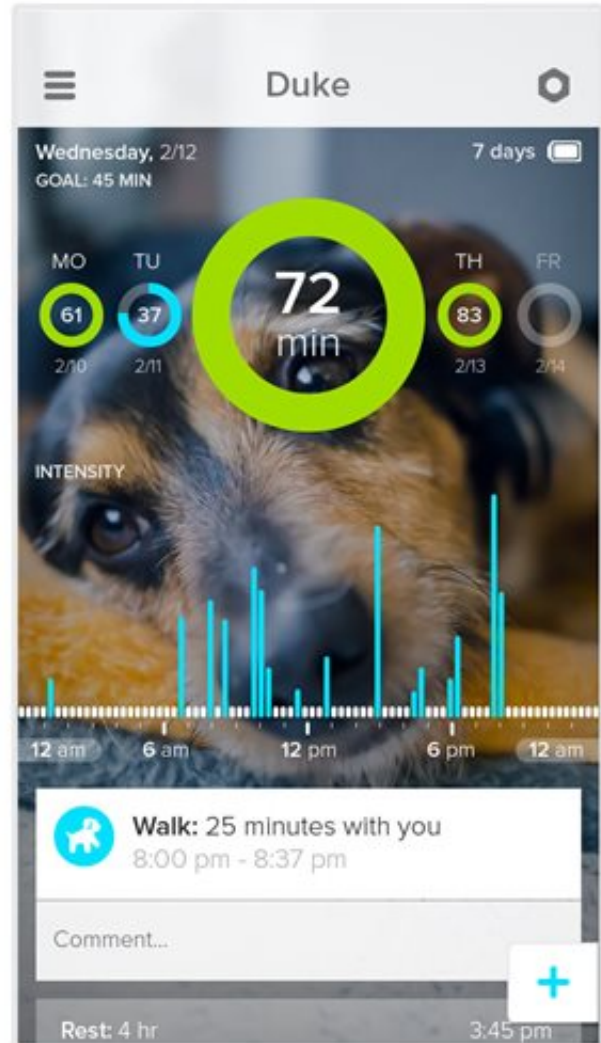 Duke
Wednesday, 2/12
7 days
GOAL: 45 MIN
MO
TU
TH
FR
61
37
72
min
83
2/10
2/11
2/13
2/14
INTENSITY
12 am
6 am
12 pm
6 pm
12 am
Walk: 25 minutes with you
8:00 pm - 8:37 pm
Comment...
Rest: 4 hr
3:45 pm